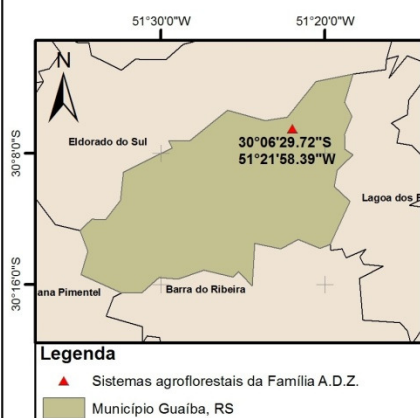 51°30'0"W
51°20'0"W
N
30°8'0"S
Eldorado do Sul
30°06'29.72"S
51°21'58.39"W
Lagoa dos
30°16'0"S
ana Pimentel
Barra do Ribeira
Legenda
Sistemas agroflorestais da Família A.D.Z.
Município Guaíba, RS